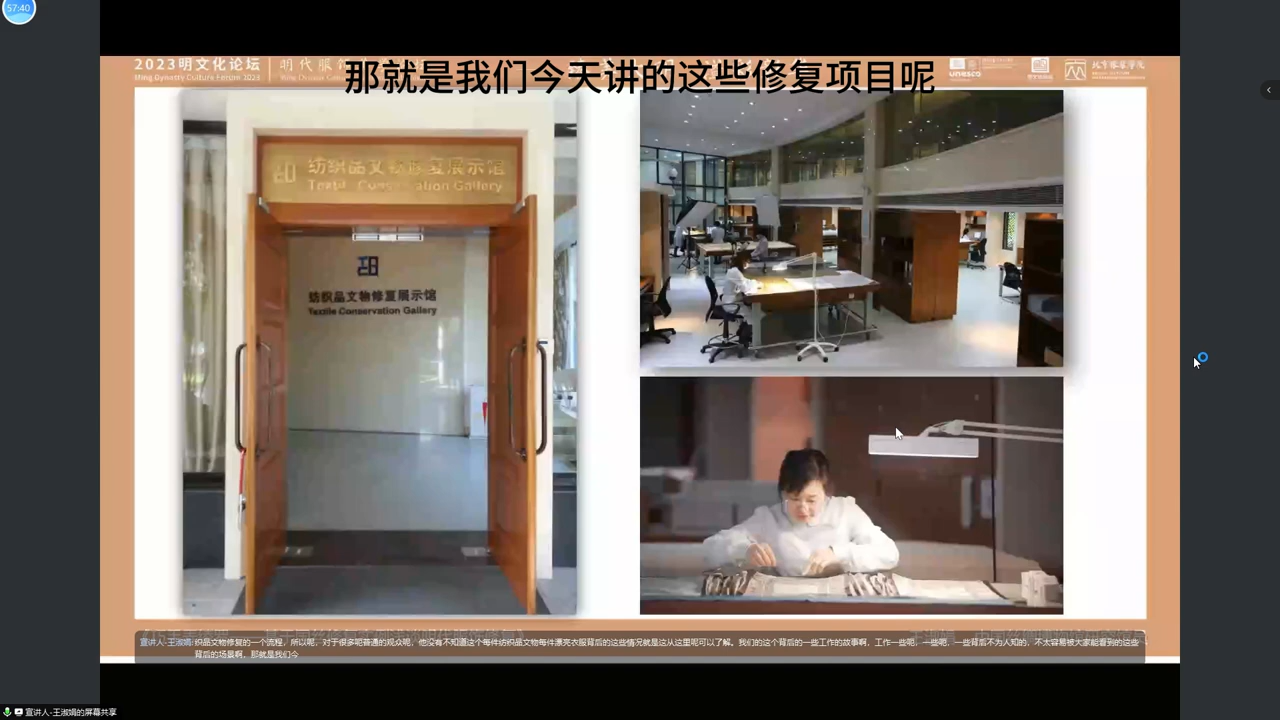 57:40
2023明文化论坛
明代服饰
Ming Dynasty Culture Forum 2023
unesco
北京服装学院
那就是我们今天讲的这些修复项目呢
纺织品文物修复展示馆
Textile Conservation Gallery
纺织品文物修复展示馆
Textile Conservation Gallery
宣讲人-王淑娟:织品文物修复的一个流程，所以呢，对于很多呃普通的观众呢，他没有不知道这个每件纺织品文物每件漂亮衣服背后的这些情况就是这从这里呢可以了解，我们的这个背后的一些工作的故事啊，工作一些呃，一些呃，一些背后不为人知的，不太容易被大家能看到的这些
背后的场景啊，那就是我们今
宣讲人-王淑娟的屏幕共享